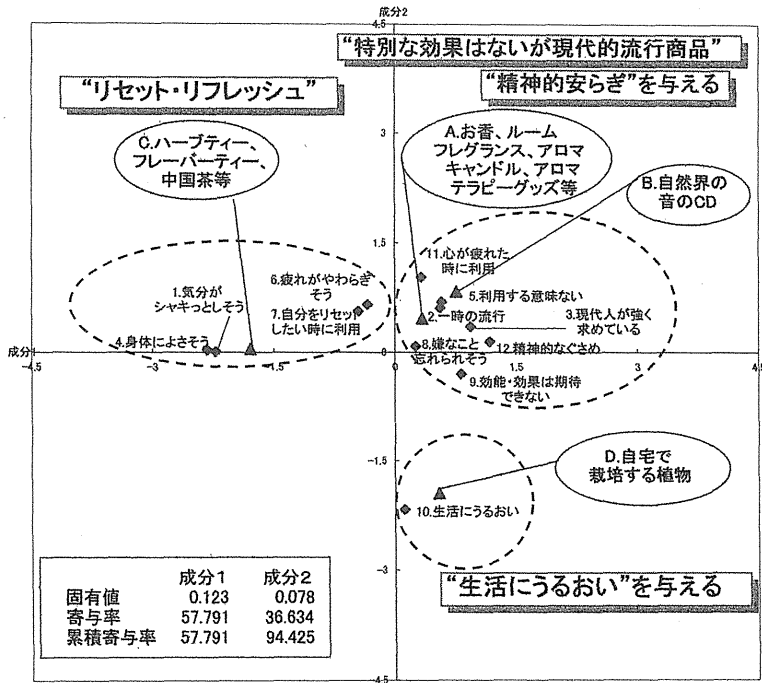 成分2
4.5
“特別な効果はないが現代的流行商品”
“精神的安らぎ”を与える
“リセット・リフレッシュ”
3
C.ハーブティー、
フレーバーティー、
中国茶等
A.お香、ルーム
フレグランス、アロマ
キャンドル、アロマ
テラピーグッズ等
B.自然界の
音のCD
1.5
11.心が疲れた
時に利用
6.疲れがやわらぎ
そう
1.気分が
シャキっとしそう
5.利用する意味ない
7.自分をリセット
したい時に利用
2.一時の流行
3.現代人が強く
求めている
4.身体によさそう
8.嫌なこと
忘れられそう
12.精神的なぐさめ
成分1
-4.5
-1.5
0
1.5
3
4.5
9.効能・効果は期待
できない
-1.5
D.自宅で
栽培する植物
10.生活にうるおい
-3
“生活にうるおい”を与える
成分1 成分2
固有値 0.123 0.078
寄与率 57.791 36.634
累積寄与率 57.791 94.425
-4.5